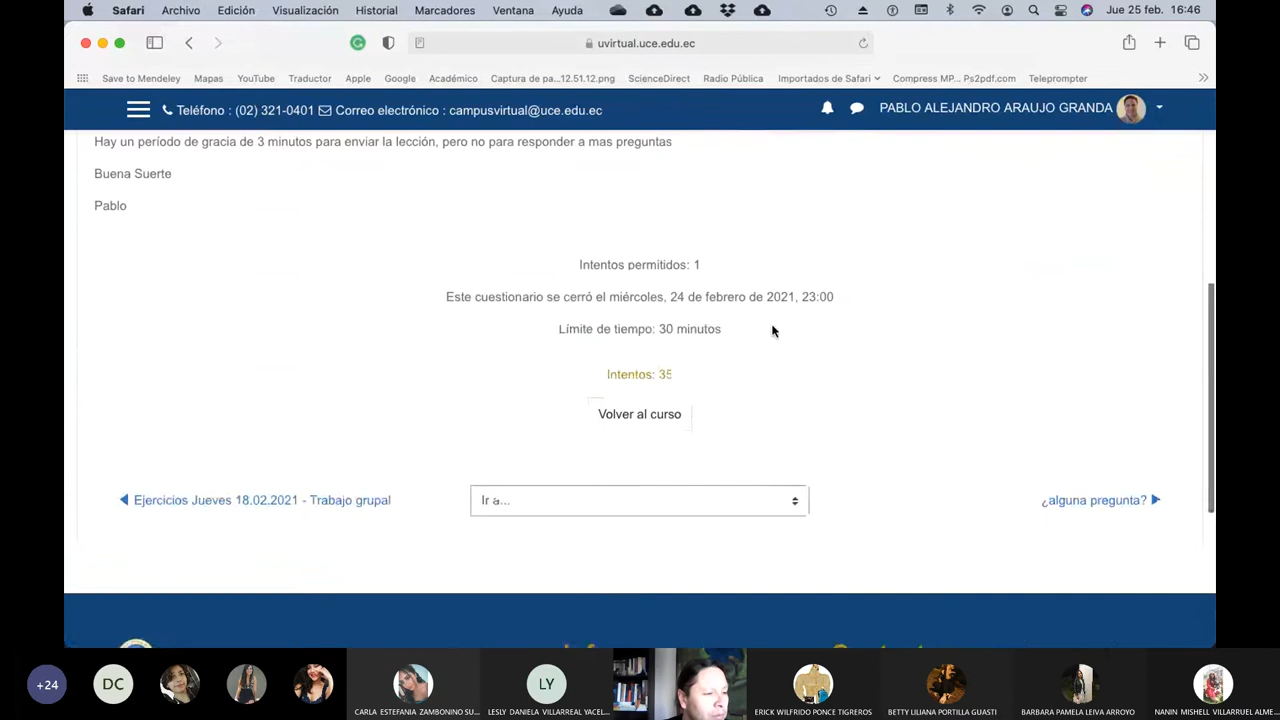 Safari Archivo Edición Visualización Historial Marcadores Ventana Ayuda Jue 25 feb. 16:46
uvirtual.uce.edu.ec
Save to Mendeley Mapas YouTube Traductor Apple Google Académico Captura de pa...12.51.12.png ScienceDirect Radio Pública Importados de Safari Compress MP... Ps2pdf.com Teleprompter
Teléfono : (02) 321-0401 Correo electrónico : campusvirtual@uce.edu.ec PABLO ALEJANDRO ARAUJO GRANDA
Hay un período de gracia de 3 minutos para enviar la lección, pero no para responder a mas preguntas
Buena Suerte
Pablo
Intentos permitidos: 1
Este cuestionario se cerró el miércoles, 24 de febrero de 2021, 23:00
Límite de tiempo: 30 minutos
Intentos: 35
Volver al curso
Ejercicios Jueves 18.02.2021 - Trabajo grupal Ir a... ¿alguna pregunta?
+24 DC LY
CARLA ESTEFANIA ZAMBONINO SU... LESLY DANIELA VILLARREAL YACEL... ERICK WILFRIDO PONCE TIGREROS BETTY LILIANA PORTILLA GUASTI BARBARA PAMELA LEIVA ARROYO NANIN MISHELL VILLARRUEL ALME...